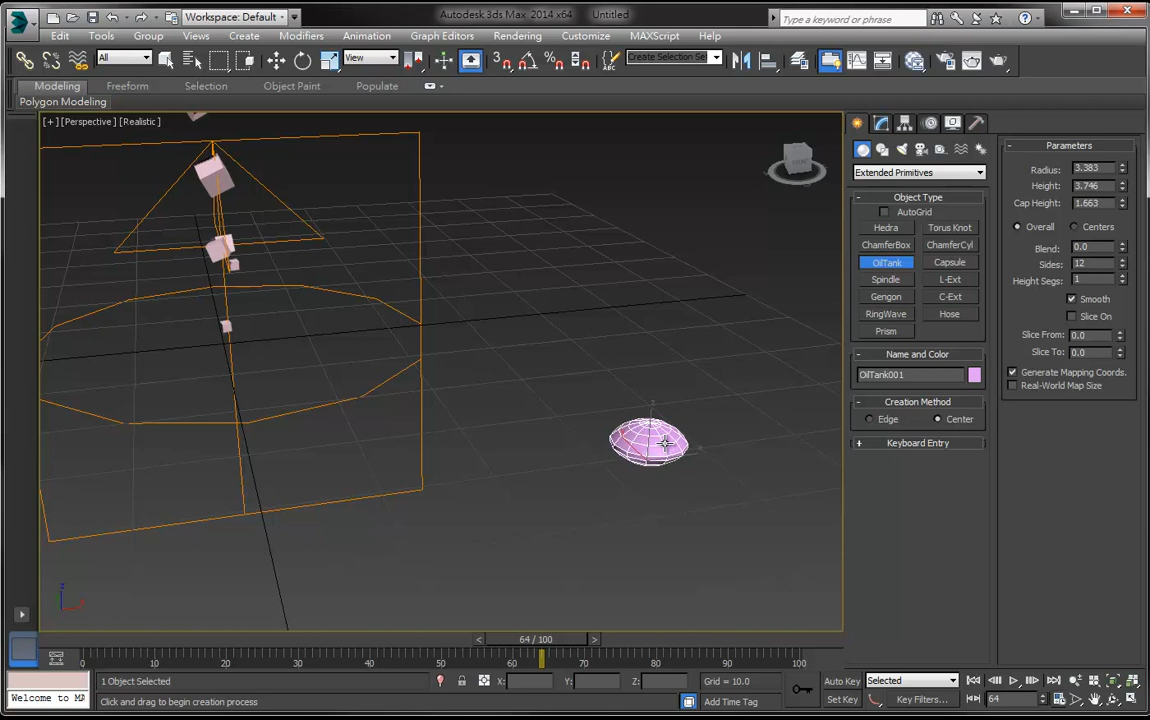 Workspace: Default
Autodesk 3ds Max 2014 x64 Untitled
Type a keyword or phrase
Edit Tools Group Views Create Modifiers Animation Graph Editors Rendering Customize MAXScript Help
All View Create Selection Se
Modeling Freeform Selection Object Paint Populate
Polygon Modeling
[+][Perspective][Realistic]
Extended Primitives
- Object Type
AutoGrid
Hedra Torus Knot
ChamferBox ChamferCyl
OilTank Capsule
Spindle L-Ext
Gengon C-Ext
RingWave Hose
Prism
- Name and Color
OilTank001
- Creation Method
Edge Center
+ Keyboard Entry
- Parameters
Radius: 3.383
Height: 3.746
Cap Height: 1.663
Overall Centers
Blend: 0.0
Sides: 12
Height Segs: 1
Smooth
Slice On
Slice From: 0.0
Slice To: 0.0
Generate Mapping Coords.
Real-World Map Size
z
< 64 / 100 >
0 10 20 30 40 50 60 70 80 90 100
1 Object Selected X: Y: Z: Grid = 10.0 Auto Key Selected
Welcome to MA
Click and drag to begin creation process Add Time Tag Set Key Key Filters... 64